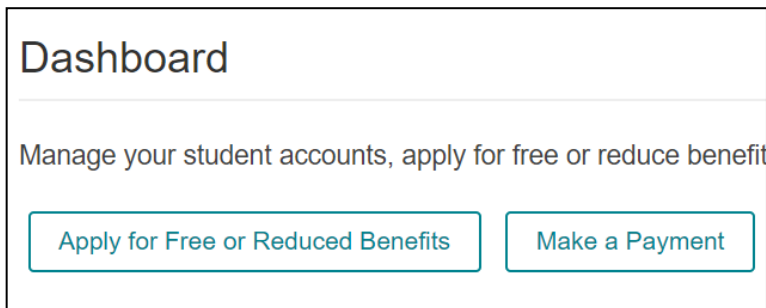 Dashboard
Manage your student accounts, apply for free or reduce benefit
Apply for Free or Reduced Benefits
Make a Payment